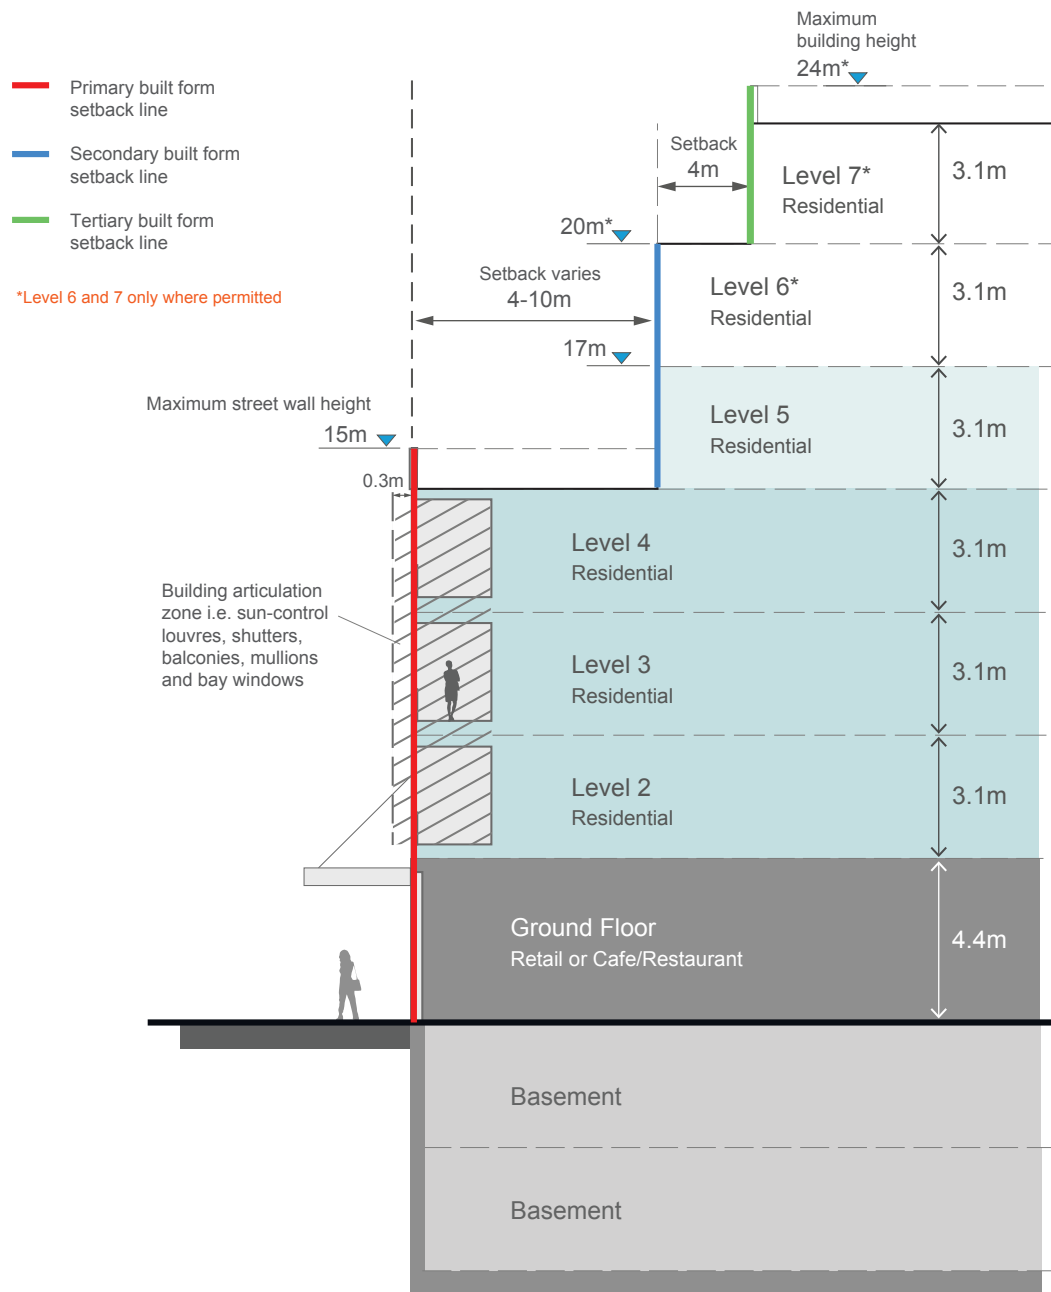 Primary built form
setback line
Secondary built form
setback line
Tertiary built form
setback line
*Level 6 and 7 only where permitted
Maximum
building height
24m*
Setback
4m
Level 7*
Residential
3.1m
20m*
Setback varies
4-10m
Level 6*
Residential
3.1m
17m
Level 5
Residential
3.1m
Maximum street wall height
15m
0.3m
Level 4
Residential
3.1m
Building articulation
zone i.e. sun-control
louvres, shutters,
balconies, mullions
and bay windows
Level 3
Residential
3.1m
Level 2
Residential
3.1m
Ground Floor
Retail or Cafe/Restaurant
4.4m
Basement
Basement